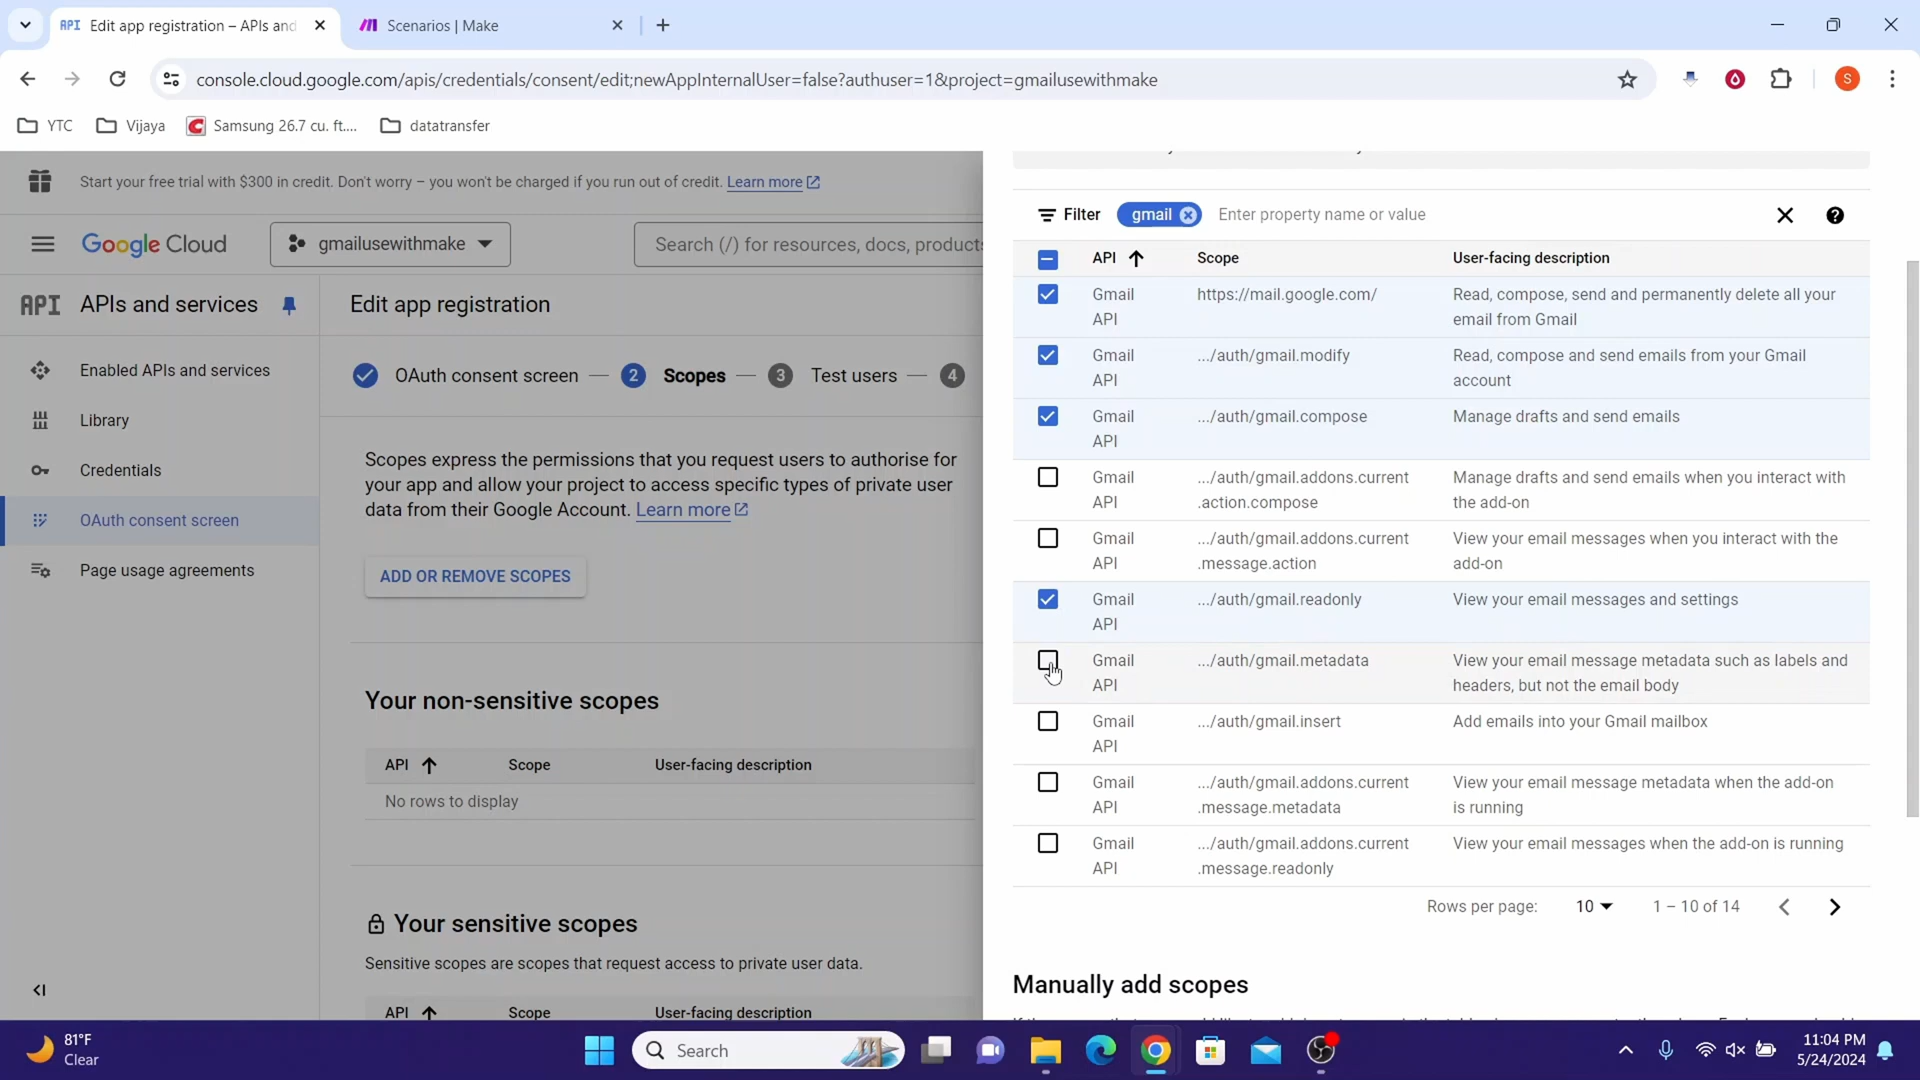 Edit app registration – APIs and
Scenarios | Make
console.cloud.google.com/apis/credentials/consent/edit;newAppInternalUser=false?authuser=1&project=gmailusewithmake
S
YTC
Vijaya
Samsung 26.7 cu. ft....
datatransfer
Start your free trial with $300 in credit. Don't worry – you won't be charged if you run out of credit. Learn more
Google Cloud
gmailusewithmake
Search (/) for resources, docs, products
API APIs and services
Enabled APIs and services
Library
Credentials
OAuth consent screen
Page usage agreements
Edit app registration
OAuth consent screen — 2 Scopes — 3 Test users — 4
Scopes express the permissions that you request users to authorise for
your app and allow your project to access specific types of private user
data from their Google Account. Learn more
ADD OR REMOVE SCOPES
Your non-sensitive scopes
API Scope User-facing description
No rows to display
Your sensitive scopes
Sensitive scopes are scopes that request access to private user data.
API Scope User-facing description
Filter gmail Enter property name or value
API Scope User-facing description
Gmail https://mail.google.com/ Read, compose, send and permanently delete all your
API email from Gmail
Gmail .../auth/gmail.modify Read, compose and send emails from your Gmail
API account
Gmail .../auth/gmail.compose Manage drafts and send emails
API
Gmail .../auth/gmail.addons.current Manage drafts and send emails when you interact with
API .action.compose the add-on
Gmail .../auth/gmail.addons.current View your email messages when you interact with the
API .message.action add-on
Gmail .../auth/gmail.readonly View your email messages and settings
API
Gmail .../auth/gmail.metadata View your email message metadata such as labels and
API headers, but not the email body
Gmail .../auth/gmail.insert Add emails into your Gmail mailbox
API
Gmail .../auth/gmail.addons.current View your email message metadata when the add-on
API .message.metadata is running
Gmail .../auth/gmail.addons.current View your email messages when the add-on is running
API .message.readonly
Rows per page: 10 1 – 10 of 14
Manually add scopes
81°F
Clear
Search
11:04 PM
5/24/2024